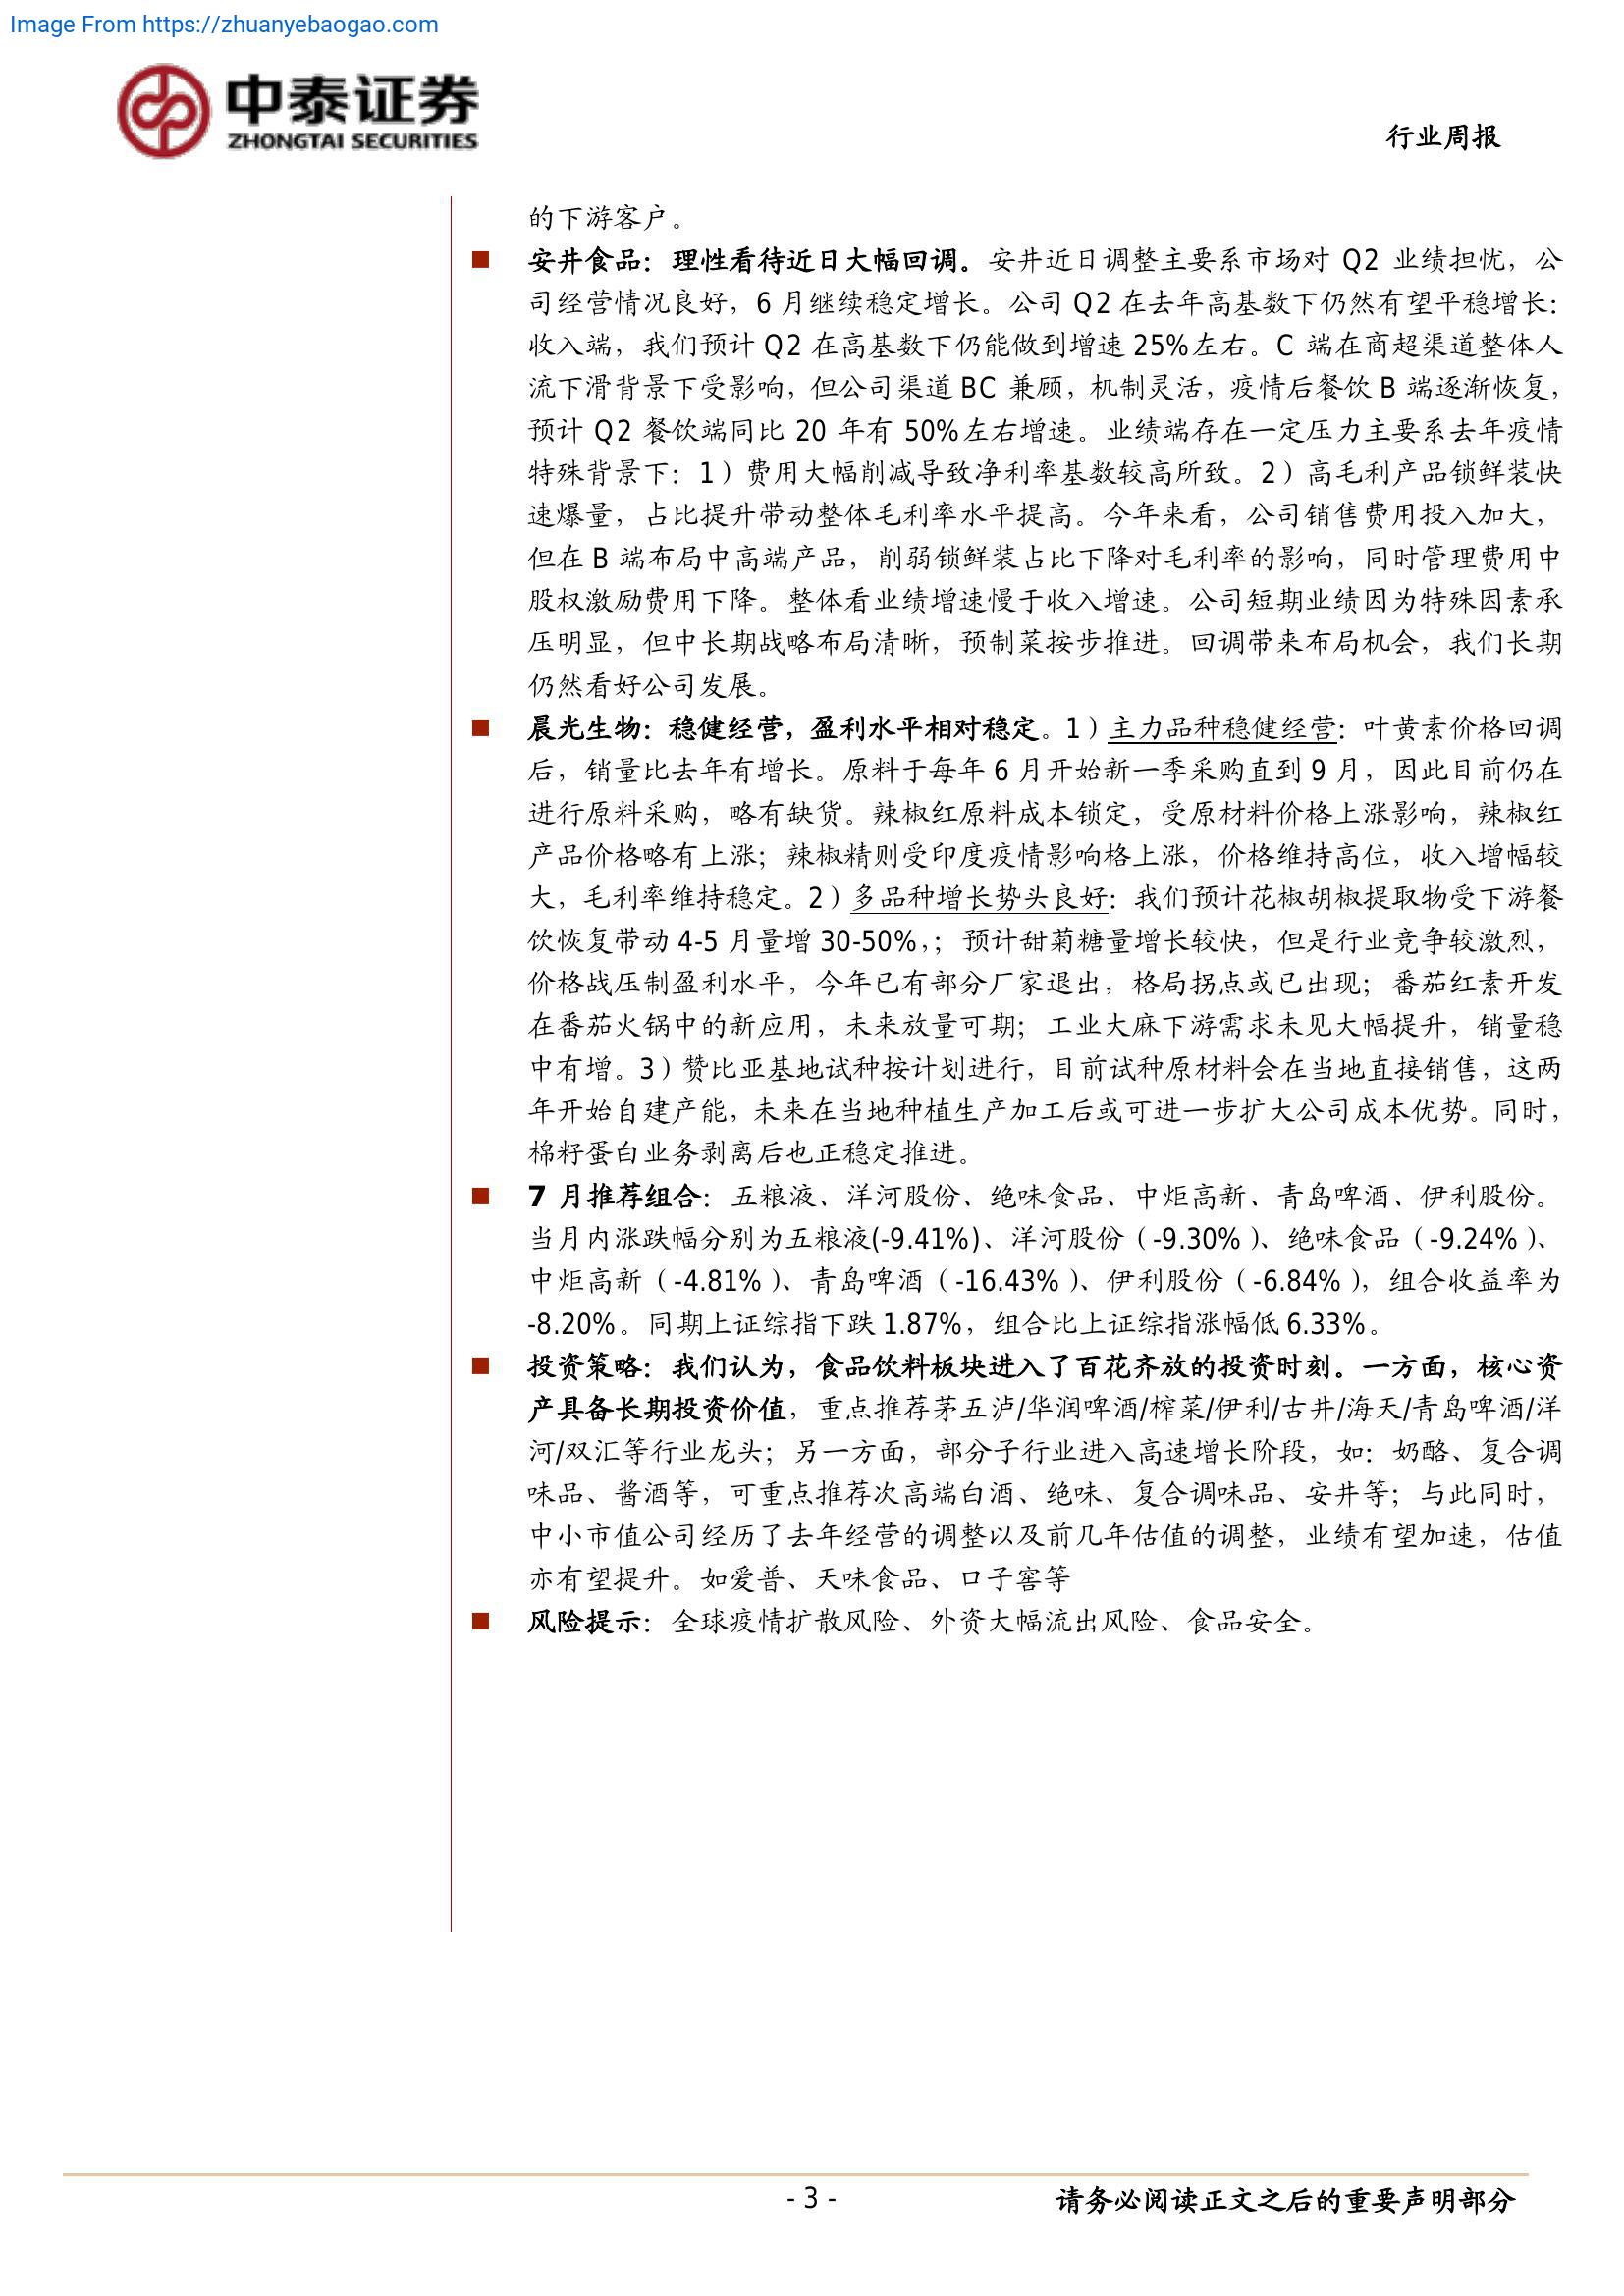 Image From https://zhuanyebaogao.com
中泰证券
ZHONGTAI SECURITIES
行业周报
的下游客户。
■ 安井食品：理性看待近日大幅回调。安井近日调整主要系市场对 Q2 业绩担忧，公
司经营情况良好，6 月继续稳定增长。公司 Q2 在去年高基数下仍然有望平稳增长：
收入端，我们预计 Q2 在高基数下仍能做到增速 25%左右。C 端在商超渠道整体人
流下滑背景下受影响，但公司渠道 BC 兼顾，机制灵活，疫情后餐饮 B 端逐渐恢复，
预计 Q2 餐饮端同比 20 年有 50%左右增速。业绩端存在一定压力主要系去年疫情
特殊背景下：1）费用大幅削减导致净利率基数较高所致。2）高毛利产品锁鲜装快
速爆量，占比提升带动整体毛利率水平提高。今年来看，公司销售费用投入加大，
但在 B 端布局中高端产品，削弱锁鲜装占比下降对毛利率的影响，同时管理费用中
股权激励费用下降。整体看业绩增速慢于收入增速。公司短期业绩因为特殊因素承
压明显，但中长期战略布局清晰，预制菜按步推进。回调带来布局机会，我们长期
仍然看好公司发展。
■ 晨光生物：稳健经营，盈利水平相对稳定。1）主力品种稳健经营：叶黄素价格回调
后，销量比去年有增长。原料于每年 6 月开始新一季采购直到 9 月，因此目前仍在
进行原料采购，略有缺货。辣椒红原料成本锁定，受原材料价格上涨影响，辣椒红
产品价格略有上涨；辣椒精则受印度疫情影响格上涨，价格维持高位，收入增幅较
大，毛利率维持稳定。2）多品种增长势头良好：我们预计花椒胡椒提取物受下游餐
饮恢复带动 4-5 月量增 30-50%，；预计甜菊糖量增长较快，但是行业竞争较激烈，
价格战压制盈利水平，今年已有部分厂家退出，格局拐点或已出现；番茄红素开发
在番茄火锅中的新应用，未来放量可期；工业大麻下游需求未见大幅提升，销量稳
中有增。3）赞比亚基地试种按计划进行，目前试种原材料会在当地直接销售，这两
年开始自建产能，未来在当地种植生产加工后或可进一步扩大公司成本优势。同时，
棉籽蛋白业务剥离后也正稳定推进。
■ 7 月推荐组合：五粮液、洋河股份、绝味食品、中炬高新、青岛啤酒、伊利股份。
当月内涨跌幅分别为五粮液(-9.41%)、洋河股份（-9.30%）、绝味食品（-9.24%）、
中炬高新（-4.81%）、青岛啤酒（-16.43%）、伊利股份（-6.84%），组合收益率为
-8.20%。同期上证综指下跌 1.87%，组合比上证综指涨幅低 6.33%。
■ 投资策略：我们认为，食品饮料板块进入了百花齐放的投资时刻。一方面，核心资
产具备长期投资价值，重点推荐茅五泸/华润啤酒/榨菜/伊利/古井/海天/青岛啤酒/洋
河/双汇等行业龙头；另一方面，部分子行业进入高速增长阶段，如：奶酪、复合调
味品、酱酒等，可重点推荐次高端白酒、绝味、复合调味品、安井等；与此同时，
中小市值公司经历了去年经营的调整以及前几年估值的调整，业绩有望加速，估值
亦有望提升。如爱普、天味食品、口子窖等
■ 风险提示：全球疫情扩散风险、外资大幅流出风险、食品安全。
- 3 -
请务必阅读正文之后的重要声明部分